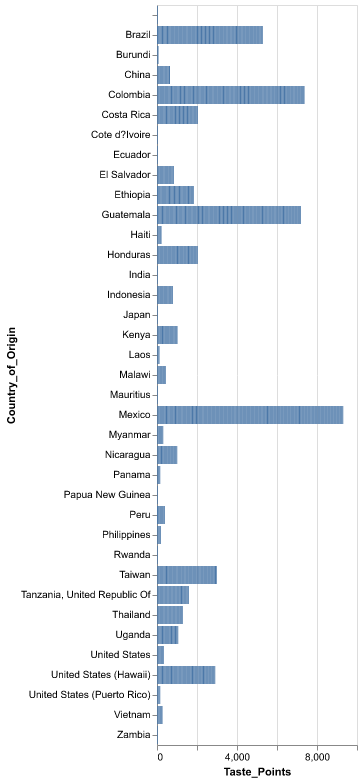 Brazil
Burundi
China
Colombia
Costa Rica
Cote d?Ivoire
Ecuador
El Salvador
Ethiopia
Guatemala
Haiti
Honduras
India
Indonesia
Japan
Kenya
Laos
Malawi
Mauritius
Mexico
Myanmar
Nicaragua
Panama
Papua New Guinea
Peru
Philippines
Rwanda
Taiwan
Tanzania, United Republic Of
Thailand
Uganda
United States
United States (Hawaii)
United States (Puerto Rico)
Vietnam
Zambia
Country_of_Origin
0 4,000 8,000
Taste_Points